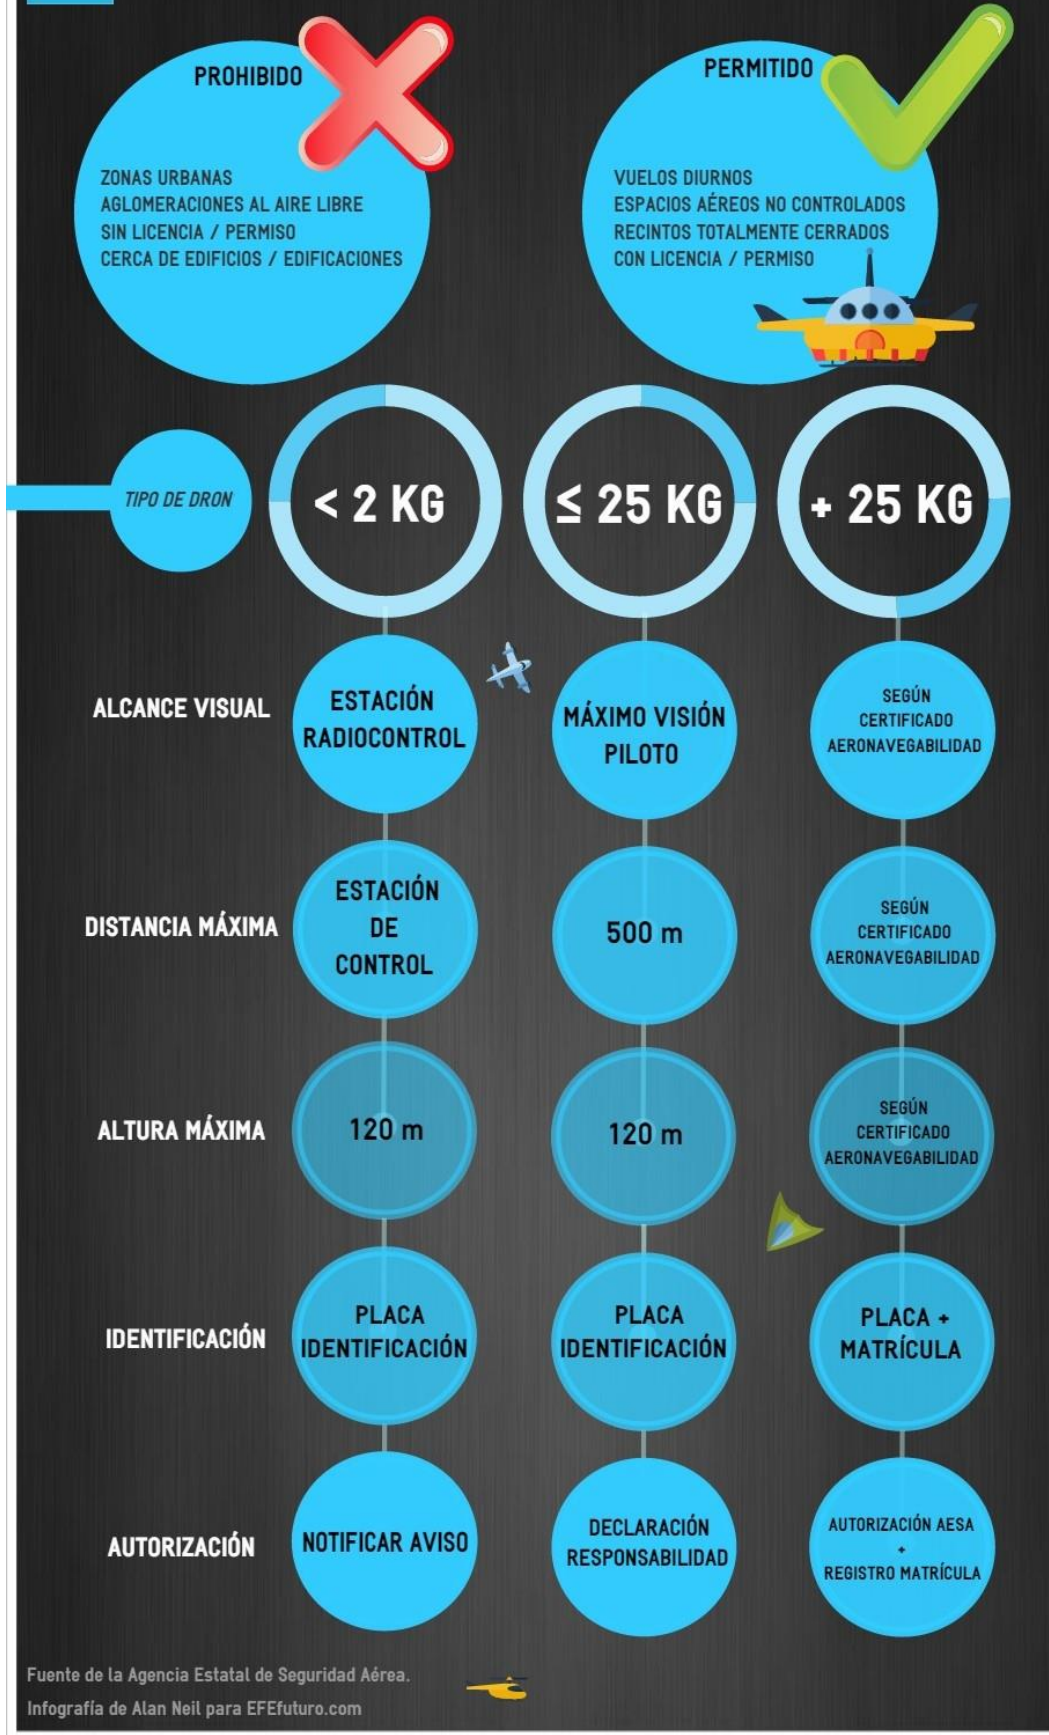 PROHIBIDO
ZONAS URBANAS
AGLOMERACIONES AL AIRE LIBRE
SIN LICENCIA / PERMISO
CERCA DE EDIFICIOS / EDIFICACIONES
PERMITIDO
VUELOS DIURNOS
ESPACIOS AÉREOS NO CONTROLADOS
RECINTOS TOTALMENTE CERRADOS
CON LICENCIA / PERMISO
TIPO DE DRON
< 2 KG
≤ 25 KG
+ 25 KG
ALCANCE VISUAL
ESTACIÓN
RADIOCONTROL
MÁXIMO VISIÓN
PILOTO
SEGÚN
CERTIFICADO
AERONAVEGABILIDAD
DISTANCIA MÁXIMA
ESTACIÓN
DE
CONTROL
500 m
SEGÚN
CERTIFICADO
AERONAVEGABILIDAD
ALTURA MÁXIMA
120 m
120 m
SEGÚN
CERTIFICADO
AERONAVEGABILIDAD
IDENTIFICACIÓN
PLACA
IDENTIFICACIÓN
PLACA
IDENTIFICACIÓN
PLACA +
MATRÍCULA
AUTORIZACIÓN
NOTIFICAR AVISO
DECLARACIÓN
RESPONSABILIDAD
AUTORIZACIÓN AESA
+
REGISTRO MATRÍCULA
Fuente de la Agencia Estatal de Seguridad Aérea.
Infografía de Alan Neil para EFEfuturo.com